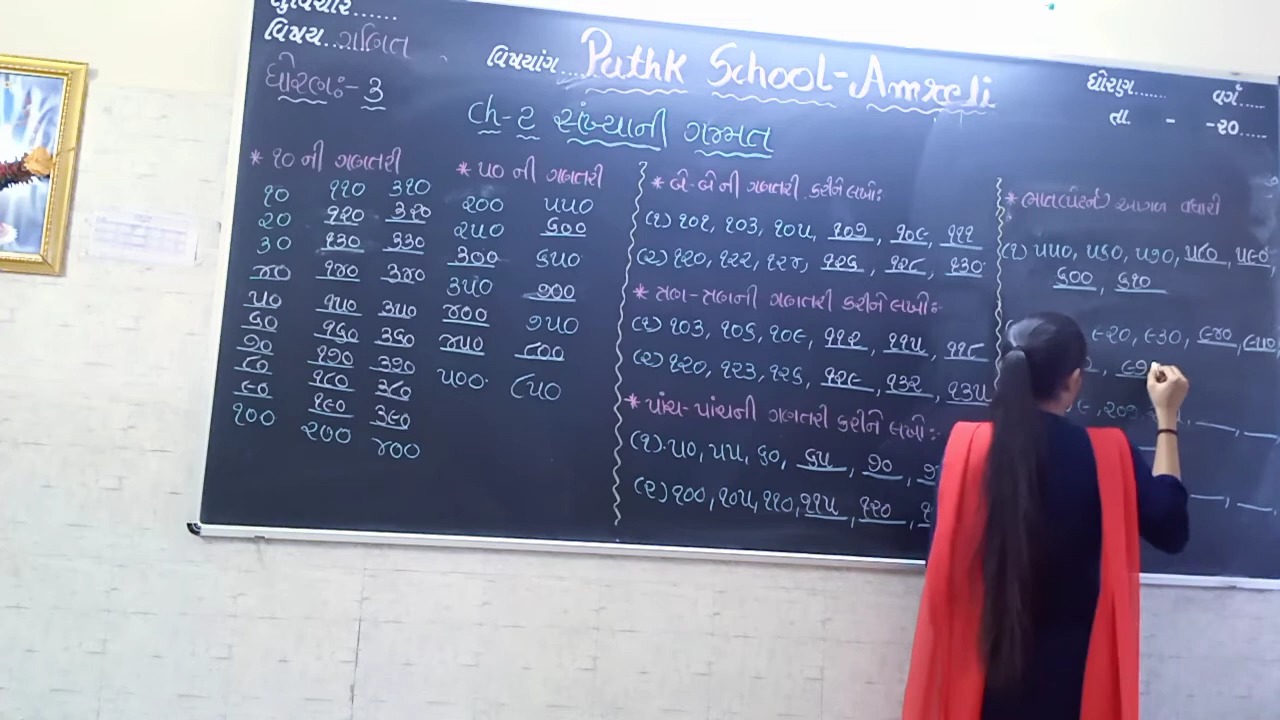 સુવિચાર......
વિષય.....ગણિત
ધોરણઃ- ૩
વિષયાંગ..... Pathk School-Amreli
ધોરણ...... વર્ગ.....
તા. - -૨૦.....
Ch-૮ સંખ્યાની ગમ્મત
* ૧૦ ની ગણતરી
૧૦ ૧૧૦ ૩૧૦
૨૦ ૧૨૦ ૩૨૦
૩૦ ૧૩૦ ૩૩૦
૪૦ ૧૪૦ ૩૪૦
૫૦ ૧૫૦ ૩૫૦
૬૦ ૧૬૦ ૩૬૦
૭૦ ૧૭૦ ૩૭૦
૮૦ ૧૮૦ ૩૮૦
૯૦ ૧૯૦ ૩૯૦
૧૦૦ ૨૦૦ ૪૦૦
* ૫૦ ની ગણતરી
૨૦૦ ૫૫૦
૨૫૦ ૬૦૦
૩૦૦ ૬૫૦
૩૫૦ ૭૦૦
૪૦૦ ૭૫૦
૪૫૦ ૮૦૦
૫૦૦ ૮૫૦
* બે-બેની ગણતરી કરીને લખોઃ
(૧) ૧૦૧, ૧૦૩, ૧૦૫, ૧૦૭, ૧૦૯, ૧૧૧
(૨) ૧૨૦, ૧૨૨, ૧૨૪, ૧૨૬, ૧૨૮, ૧૩૦
* ત્રણ-ત્રણની ગણતરી કરીને લખોઃ-
(૧) ૧૦૩, ૧૦૬, ૧૦૯, ૧૧૨, ૧૧૫, ૧૧૮
(૨) ૧૨૦, ૧૨૩, ૧૨૬, ૧૨૯, ૧૩૨, ૧૩૫
* પાંચ-પાંચની ગણતરી કરીને લખોઃ-
(૧) ૫૦, ૫૫, ૬૦, ૬૫, ૭૦,
(૨) ૧૦૦, ૧૦૫, ૧૧૦, ૧૧૫, ૧૨૦,
* ભાત(પેટર્ન) આગળ વધારો
(૧) ૫૫૦, ૫૬૦, ૫૭૦, ૫૮૦, ૫૯૦,
૬૦૦, ૬૧૦
૯૨૦, ૯૩૦, ૯૪૦, ૯૫૦